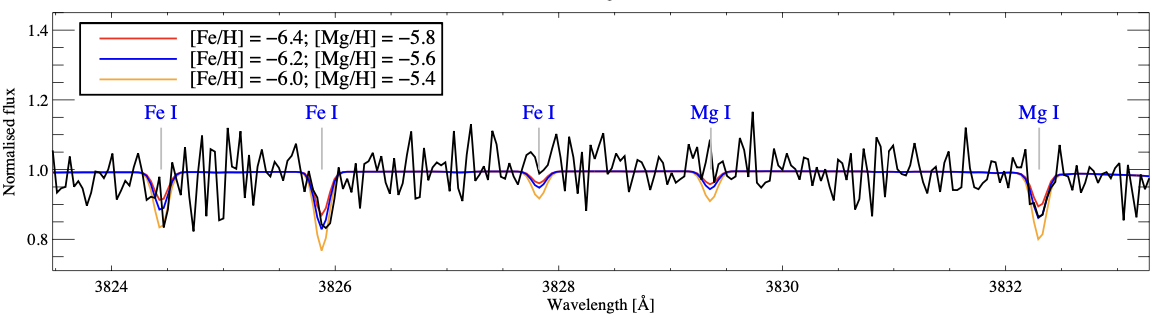 1.4
1.2
1.0
0.8
Normalised flux
[Fe/H] = −6.4; [Mg/H] = −5.8
[Fe/H] = −6.2; [Mg/H] = −5.6
[Fe/H] = −6.0; [Mg/H] = −5.4
Fe I Fe I Fe I Mg I Mg I
3824 3826 3828 3830 3832
Wavelength [Å]